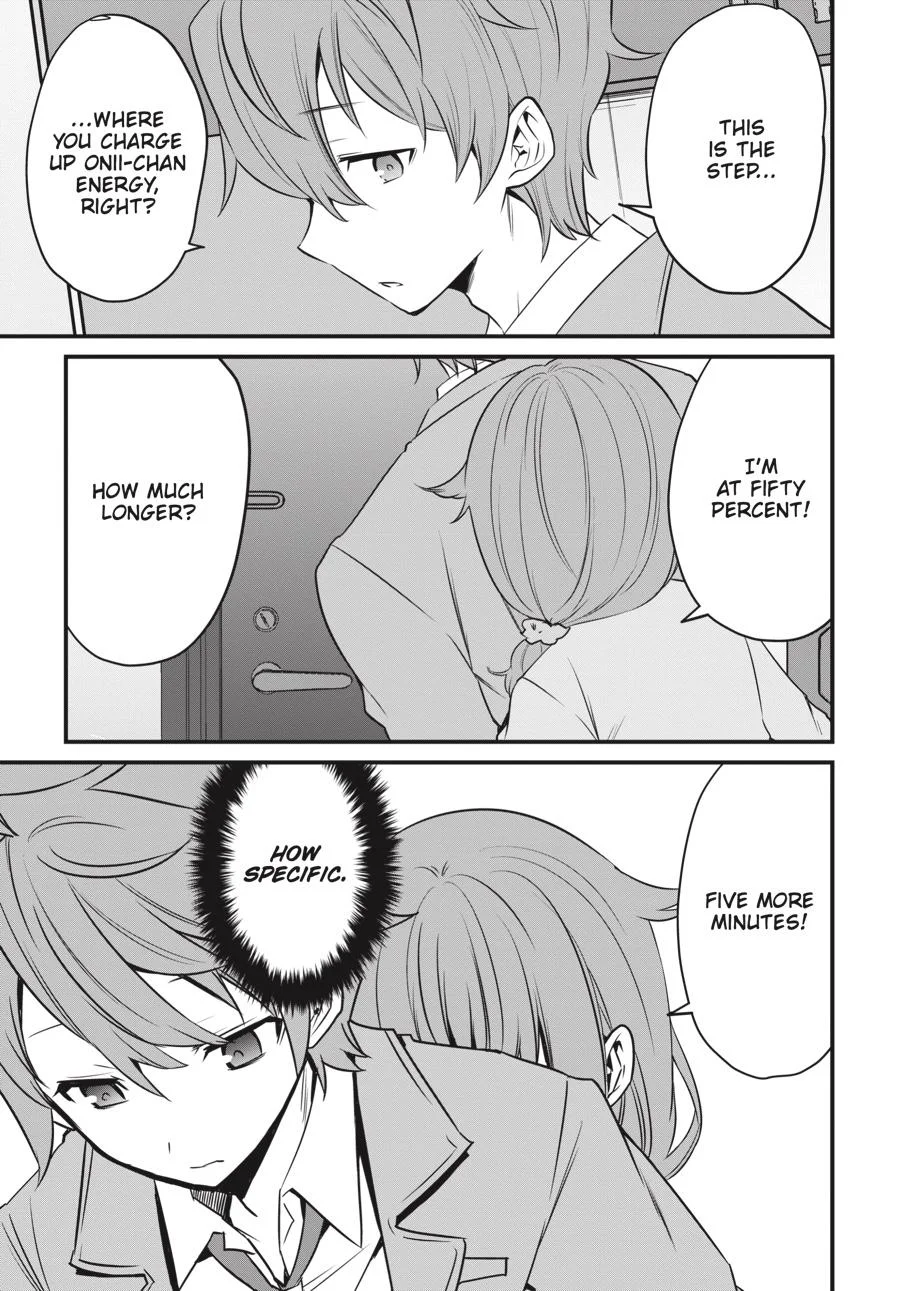 THIS
IS THE
STEP...
...WHERE
YOU CHARGE
UP ONII-CHAN
ENERGY,
RIGHT?
I'M
AT FIFTY
PERCENT!
HOW MUCH
LONGER?
FIVE MORE
MINUTES!
HOW
SPECIFIC.